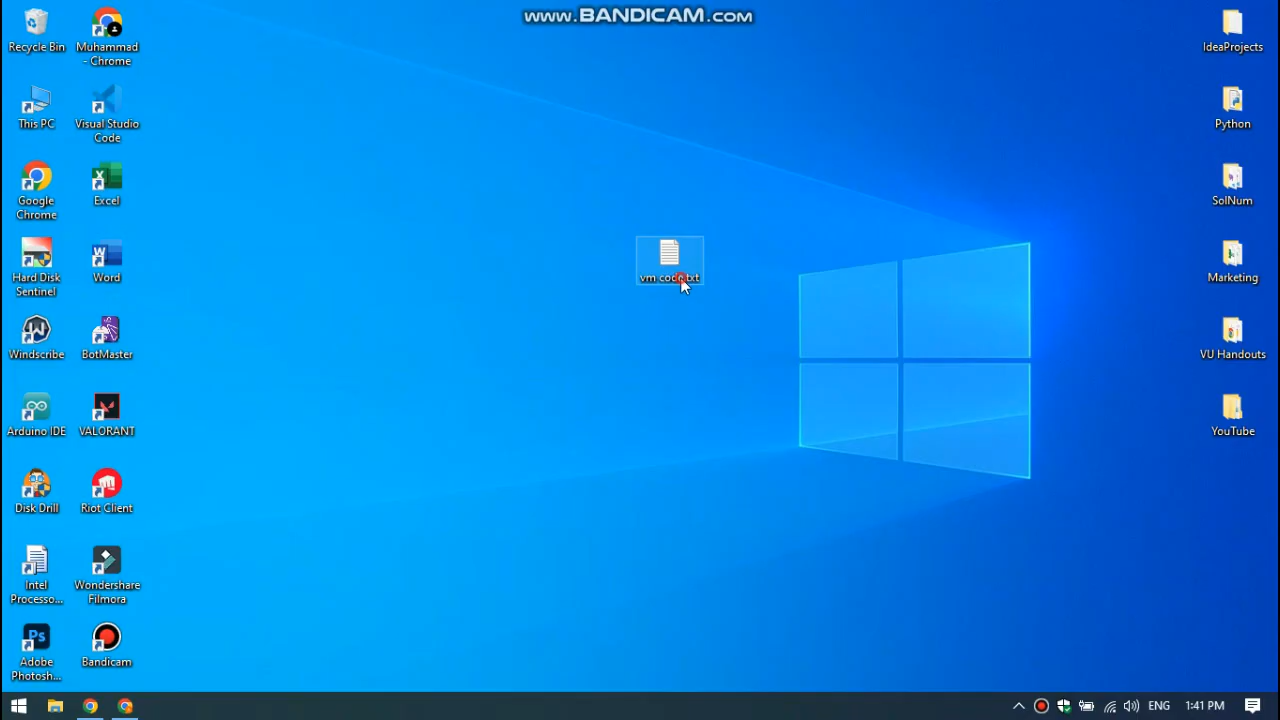 www.BANDICAM.com
Recycle Bin
Muhammad
- Chrome
This PC
Visual Studio
Code
Google
Chrome
Excel
Hard Disk
Sentinel
Word
Windscribe
BotMaster
Arduino IDE
VALORANT
Disk Drill
Riot Client
Intel
Processo...
Wondershare
Filmora
Adobe
Photosh...
Bandicam
vm code.txt
IdeaProjects
Python
SolNum
Marketing
VU Handouts
YouTube
ENG
1:41 PM